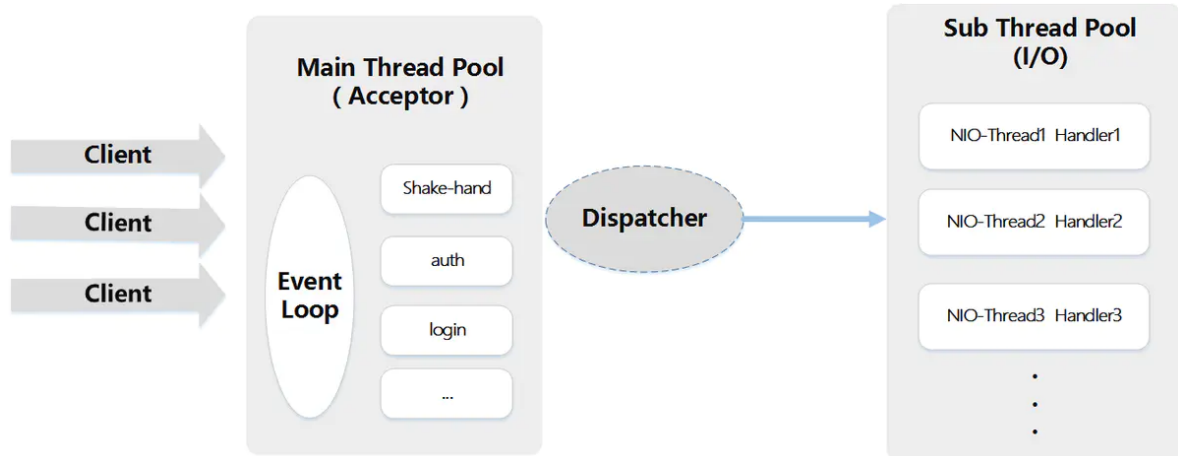 Client
Client
Client
Main Thread Pool
( Acceptor )
Event
Loop
Shake-hand
auth
login
...
Dispatcher
Sub Thread Pool
(I/O)
NIO-Thread1 Handler1
NIO-Thread2 Handler2
NIO-Thread3 Handler3